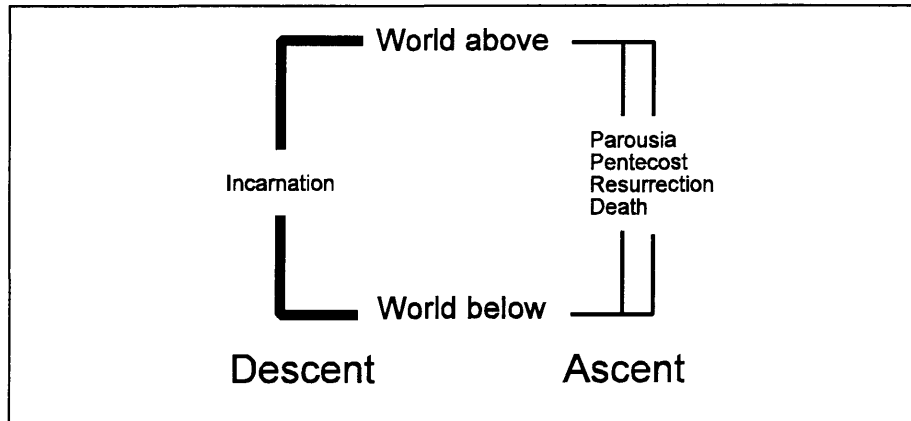 World above
Incarnation
Parousia
Pentecost
Resurrection
Death
World below
Descent
Ascent